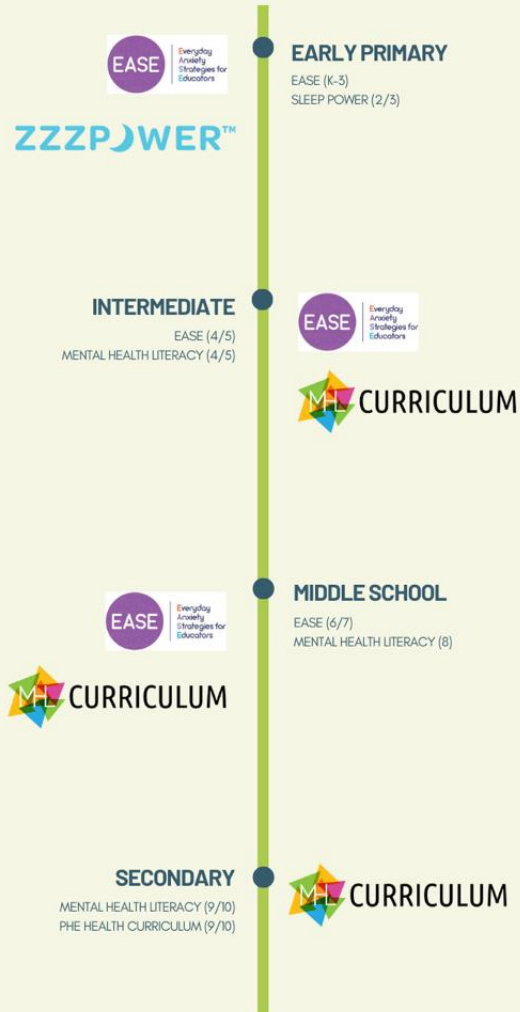 EASE
Everyday
Anxiety
Strategies for
Educators
ZZZPOWER™
EARLY PRIMARY
EASE (K-3)
SLEEP POWER (2/3)
INTERMEDIATE
EASE (4/5)
MENTAL HEALTH LITERACY (4/5)
EASE
Everyday
Anxiety
Strategies for
Educators
MHL CURRICULUM
EASE
Everyday
Anxiety
Strategies for
Educators
MHL CURRICULUM
MIDDLE SCHOOL
EASE (6/7)
MENTAL HEALTH LITERACY (8)
SECONDARY
MENTAL HEALTH LITERACY (9/10)
PHE HEALTH CURRICULUM (9/10)
MHL CURRICULUM